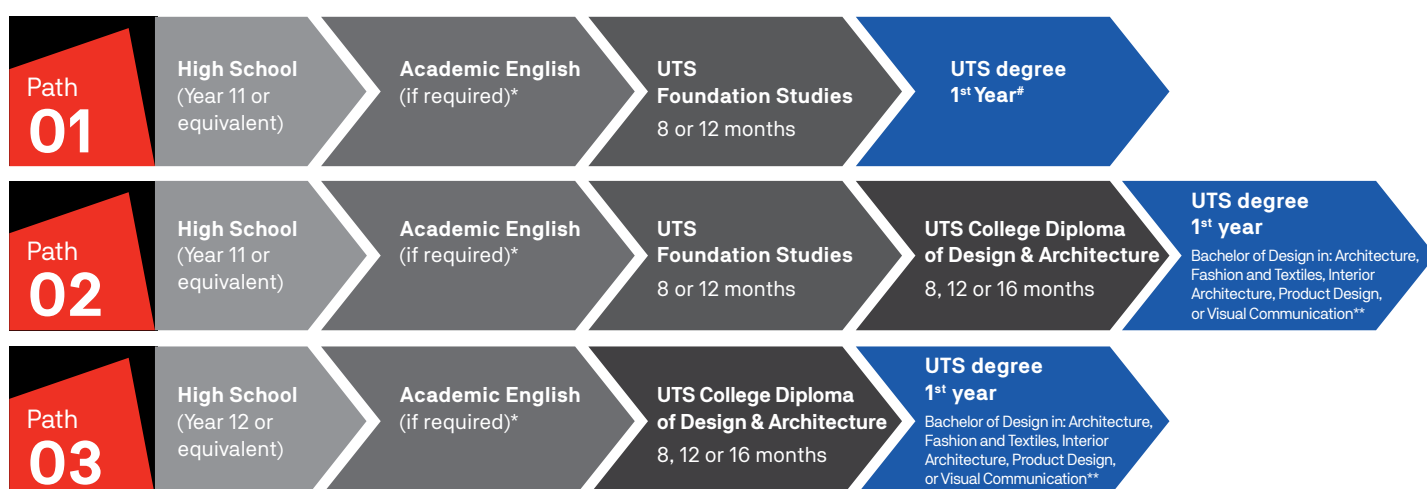 Path
01
High School
(Year 11 or
equivalent)
Academic English
(if required)*
UTS
Foundation Studies
8 or 12 months
UTS degree
1st Year#
Path
02
High School
(Year 11 or
equivalent)
Academic English
(if required)*
UTS
Foundation Studies
8 or 12 months
UTS College Diploma
of Design & Architecture
8, 12 or 16 months
UTS degree
1st year
Bachelor of Design in: Architecture,
Fashion and Textiles, Interior
Architecture, Product Design,
or Visual Communication**
Path
03
High School
(Year 12 or
equivalent)
Academic English
(if required)*
UTS College Diploma
of Design & Architecture
8, 12 or 16 months
UTS degree
1st year
Bachelor of Design in: Architecture,
Fashion and Textiles, Interior
Architecture, Product Design,
or Visual Communication**